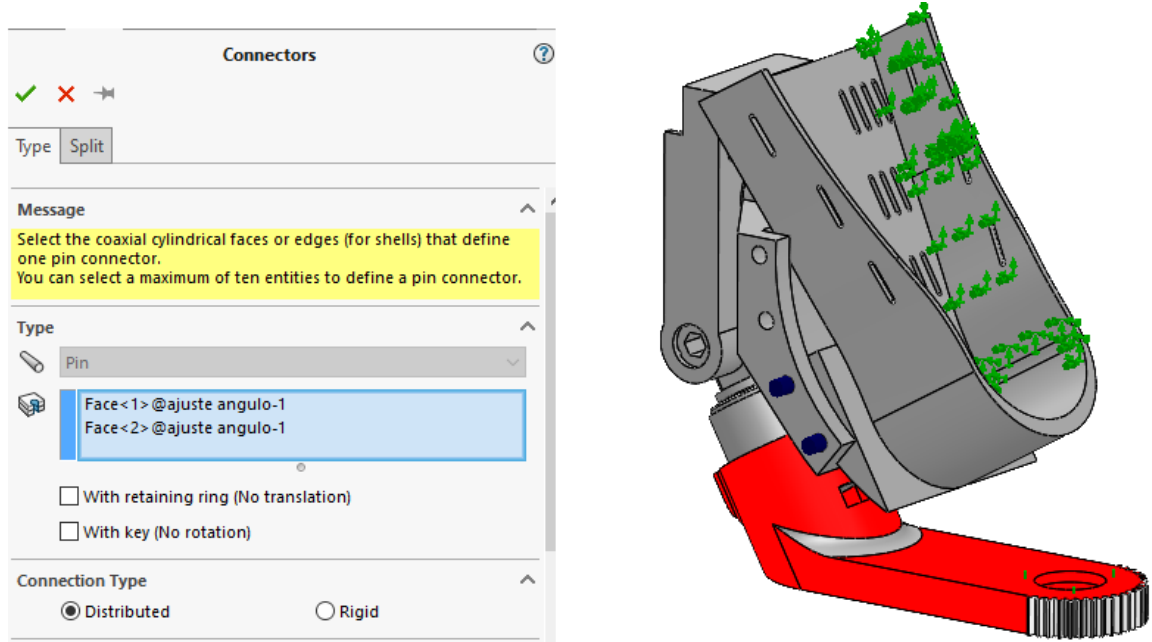 Connectors
Type
Split
Message
Select the coaxial cylindrical faces or edges (for shells) that define
one pin connector.
You can select a maximum of ten entities to define a pin connector.
Type
Pin
Face<1>@ajuste angulo-1
Face<2>@ajuste angulo-1
With retaining ring (No translation)
With key (No rotation)
Connection Type
Distributed
Rigid